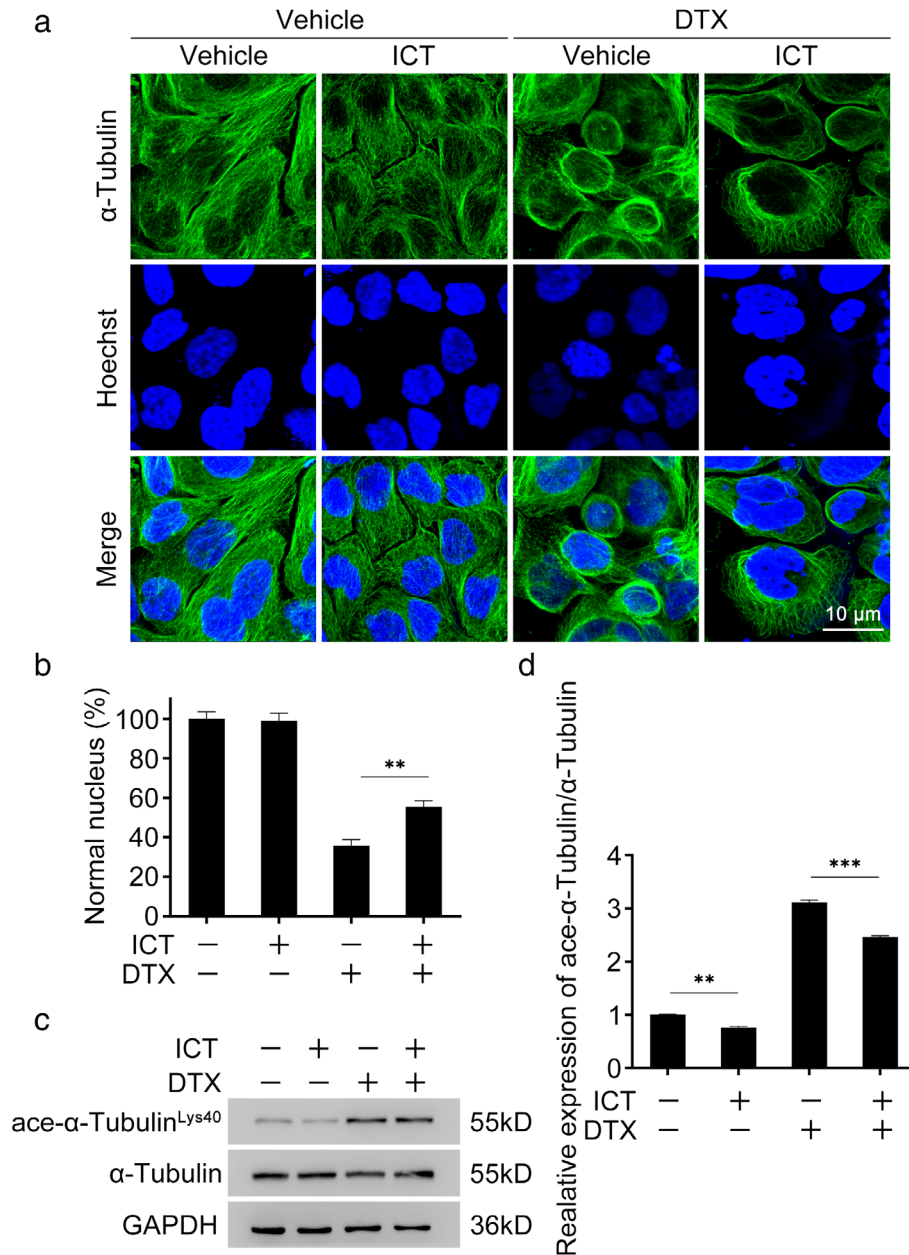 a
Vehicle DTX
Vehicle ICT Vehicle ICT
α-Tubulin
Hoechst
Merge
10 μm
b
Normal nucleus (%)
100
80
60
40
20
0
**
ICT − + − +
DTX − − + +
c
ICT − + − +
DTX − − + +
ace-α-Tubulin^Lys40 55kD
α-Tubulin 55kD
GAPDH 36kD
d
Realative expression of ace-α-Tubulin/α-Tubulin
4
3
2
1
0
**
***
ICT − + − +
DTX − − + +